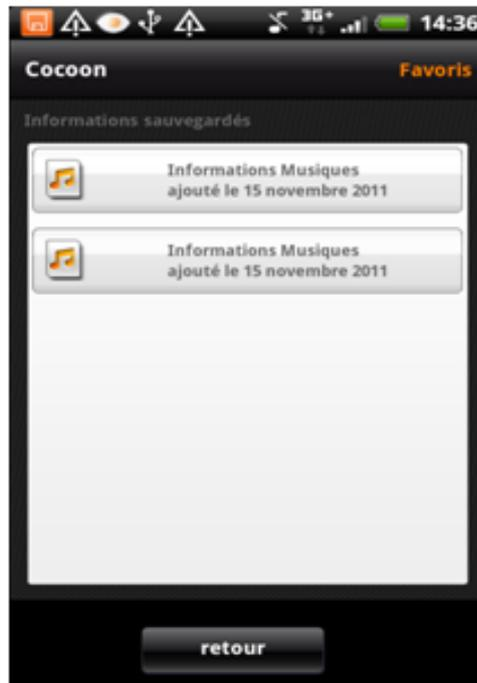 3G+ 14:36
Cocoon Favoris
Informations sauvegardés
Informations Musiques
ajouté le 15 novembre 2011
Informations Musiques
ajouté le 15 novembre 2011
retour